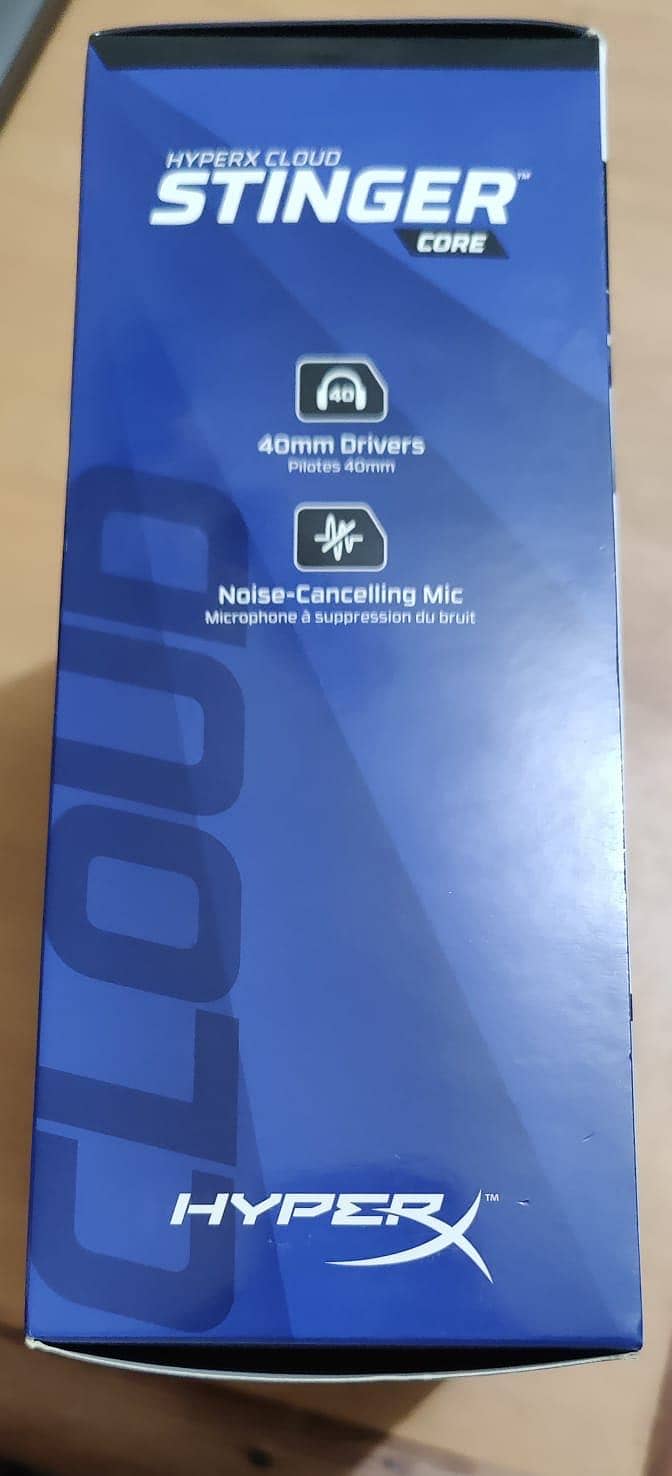 HYPERX CLOUD
STINGER™
CORE
40
40mm Drivers
Pilotes 40mm
Noise-Cancelling Mic
Microphone à suppression du bruit
CLOUD
HYPERX™